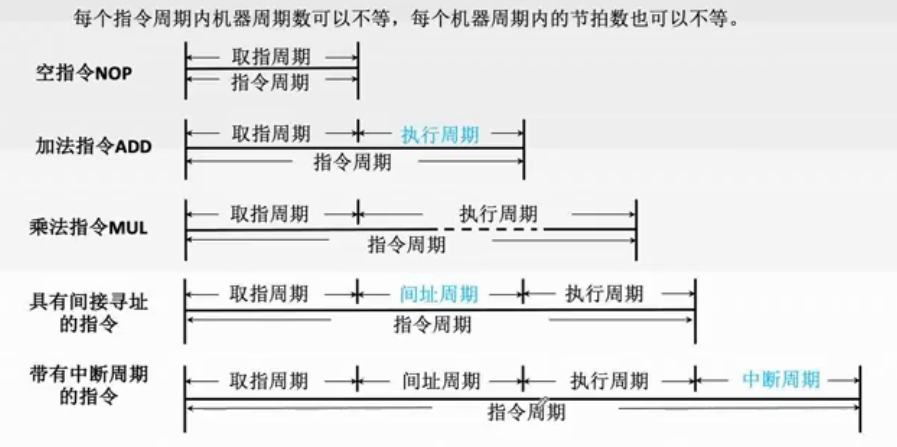 每个指令周期内机器周期数可以不等，每个机器周期内的节拍数也可以不等。
空指令NOP
取指周期
指令周期
加法指令ADD
取指周期 执行周期
指令周期
乘法指令MUL
取指周期 执行周期
指令周期
具有间接寻址
的指令
取指周期 间址周期 执行周期
指令周期
带有中断周期
的指令
取指周期 间址周期 执行周期 中断周期
指令周期